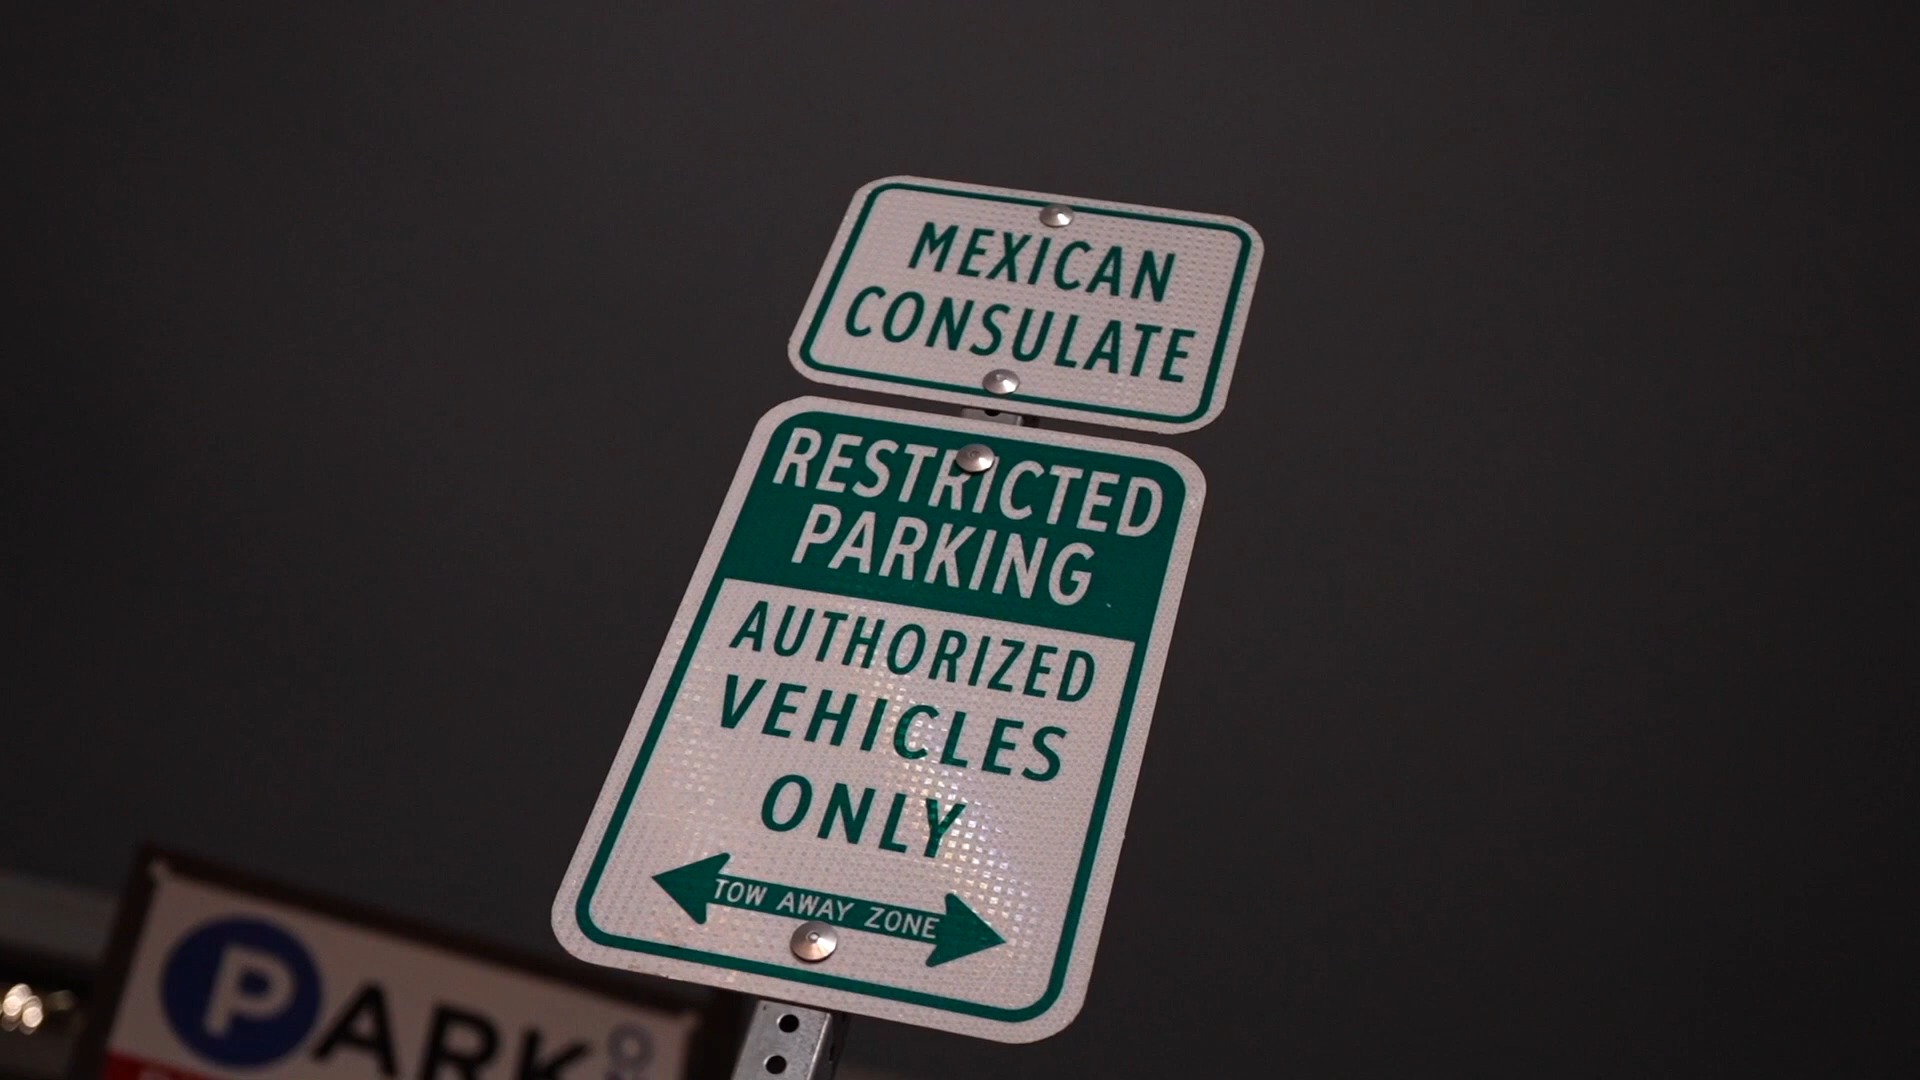 MEXICAN
CONSULATE
RESTRICTED
PARKING
AUTHORIZED
VEHICLES
ONLY
TOW AWAY ZONE
PARK